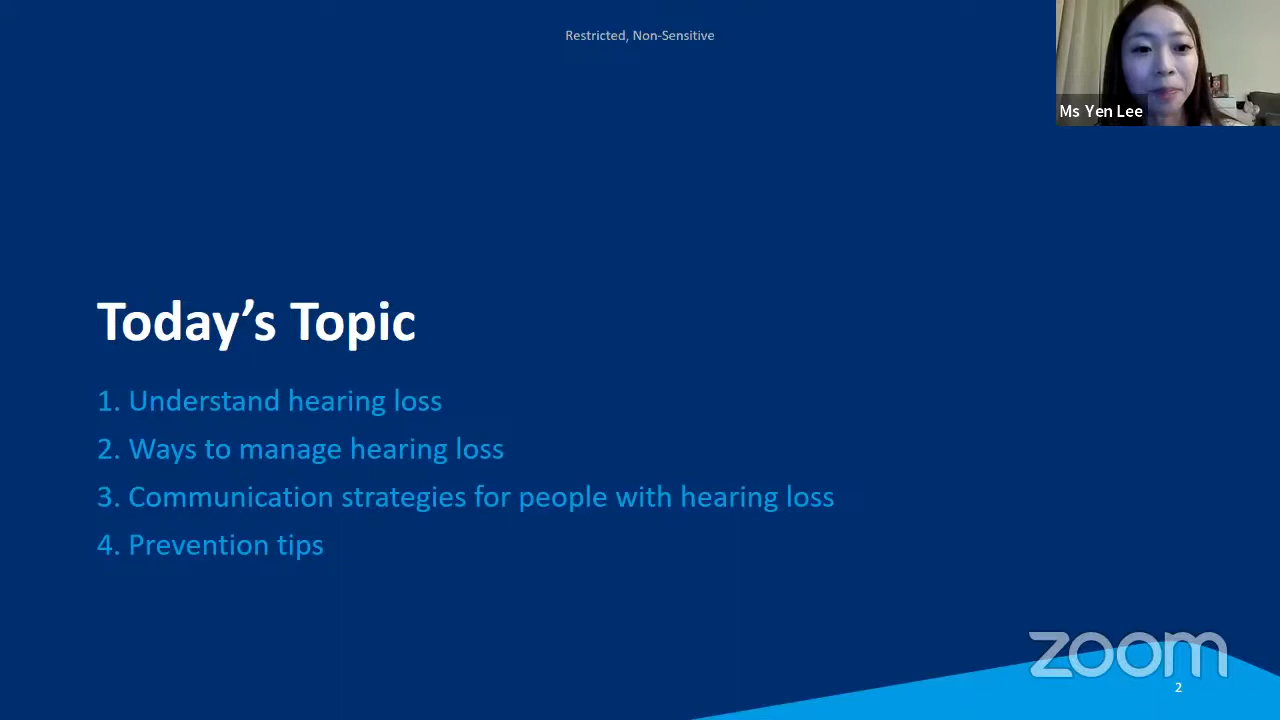 Restricted, Non-Sensitive
Ms Yen Lee
Today’s Topic
1. Understand hearing loss
2. Ways to manage hearing loss
3. Communication strategies for people with hearing loss
4. Prevention tips
zoom
2